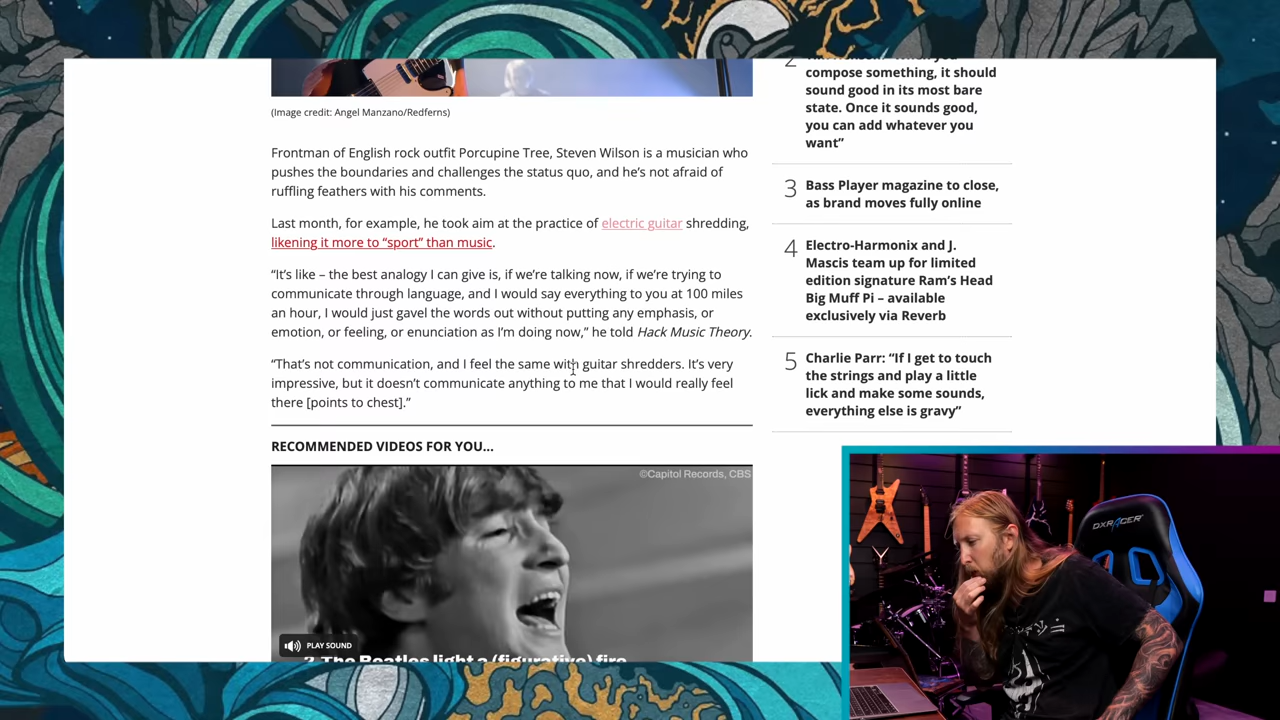 (Image credit: Angel Manzano/Redferns)
Frontman of English rock outfit Porcupine Tree, Steven Wilson is a musician who
pushes the boundaries and challenges the status quo, and he’s not afraid of
ruffling feathers with his comments.
Last month, for example, he took aim at the practice of electric guitar shredding,
likening it more to “sport” than music.
“It’s like – the best analogy I can give is, if we’re talking now, if we’re trying to
communicate through language, and I would say everything to you at 100 miles
an hour, I would just gavel the words out without putting any emphasis, or
emotion, or feeling, or enunciation as I’m doing now,” he told Hack Music Theory.
“That’s not communication, and I feel the same with guitar shredders. It’s very
impressive, but it doesn’t communicate anything to me that I would really feel
there [points to chest].”
RECOMMENDED VIDEOS FOR YOU...
©Capitol Records, CBS
PLAY SOUND
2 The Beatles light a (figurative) fire
2
compose something, it should
sound good in its most bare
state. Once it sounds good,
you can add whatever you
want”
3 Bass Player magazine to close,
as brand moves fully online
4 Electro-Harmonix and J.
Mascis team up for limited
edition signature Ram’s Head
Big Muff Pi – available
exclusively via Reverb
5 Charlie Parr: “If I get to touch
the strings and play a little
lick and make some sounds,
everything else is gravy”
DXRACER